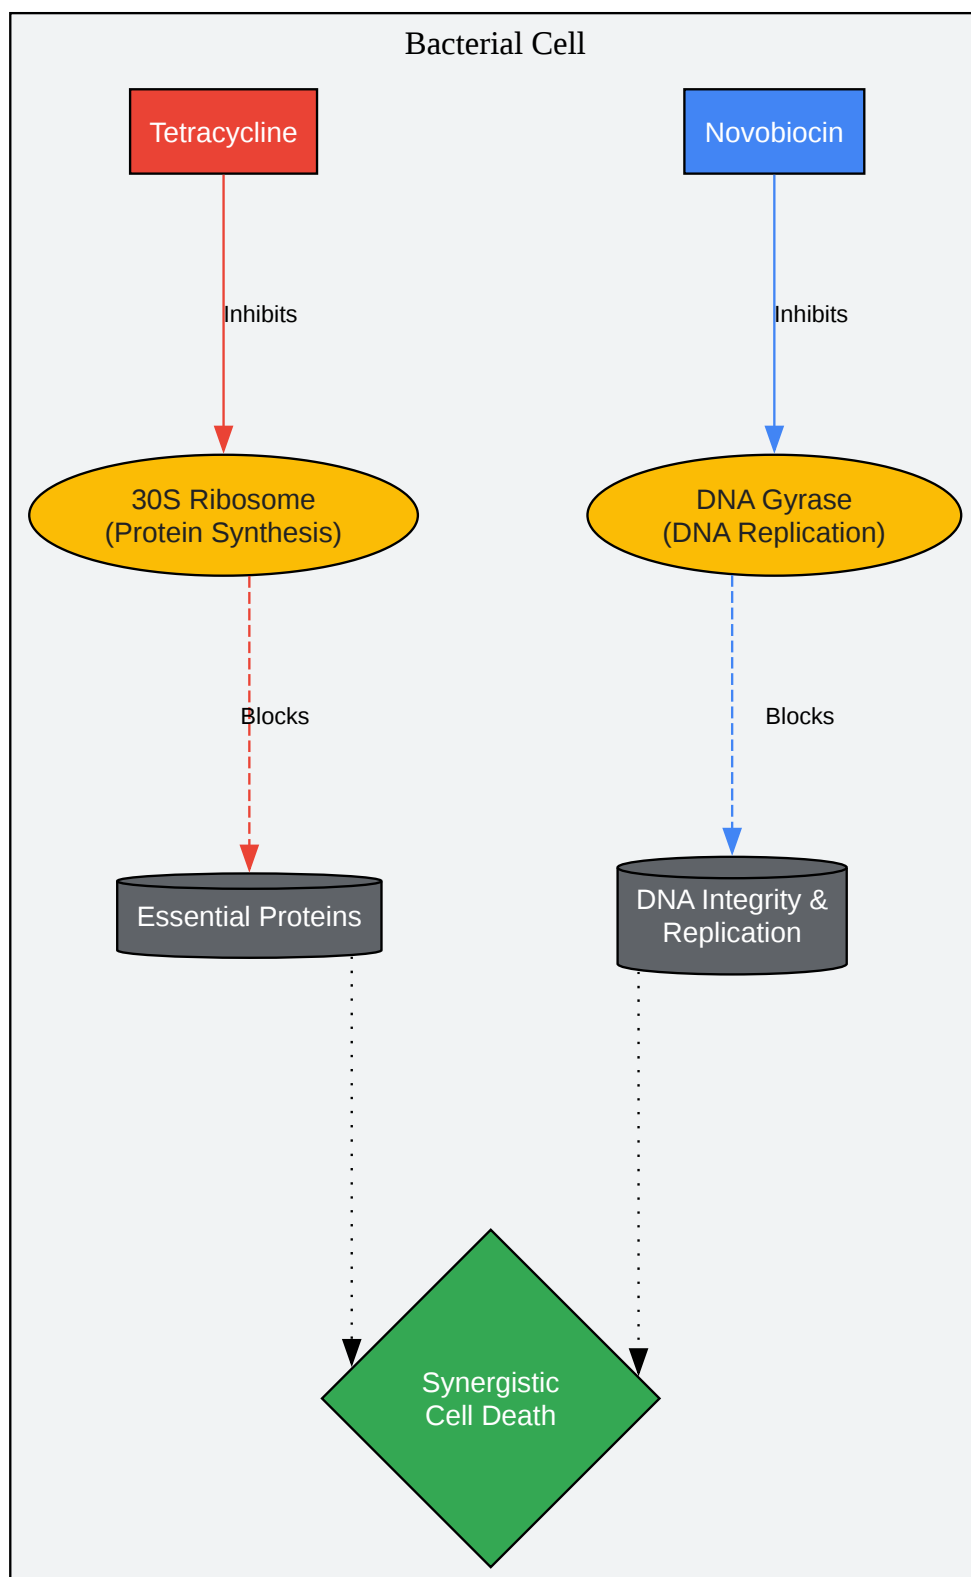 Bacterial Cell
Tetracycline
Novobiocin
Inhibits
Inhibits
30S Ribosome
(Protein Synthesis)
DNA Gyrase
(DNA Replication)
Blocks
Blocks
Essential Proteins
DNA Integrity &
Replication
Synergistic
Cell Death